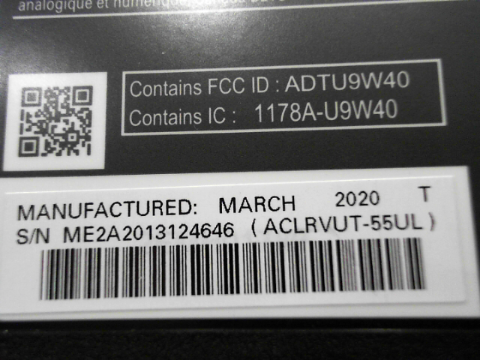 analogique et numérique
Contains FCC ID : ADTU9W40
Contains IC : 1178A-U9W40
MANUFACTURED: MARCH 2020 T
S/N ME2A2013124646 (ACLRVUT-55UL)